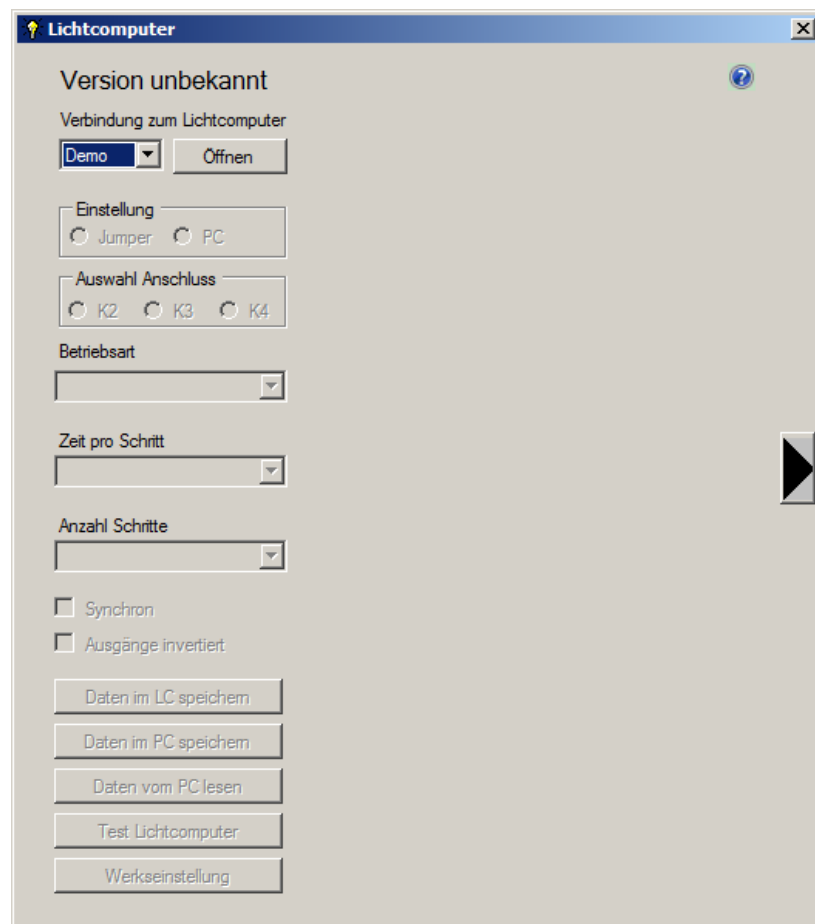 Lichtcomputer
Version unbekannt
Verbindung zum Lichtcomputer
Demo Öffnen
Einstellung
Jumper PC
Auswahl Anschluss
K2 K3 K4
Betriebsart
Zeit pro Schritt
Anzahl Schritte
Synchron
Ausgänge invertiert
Daten im LC speichern
Daten im PC speichern
Daten vom PC lesen
Test Lichtcomputer
Werkseinstellung